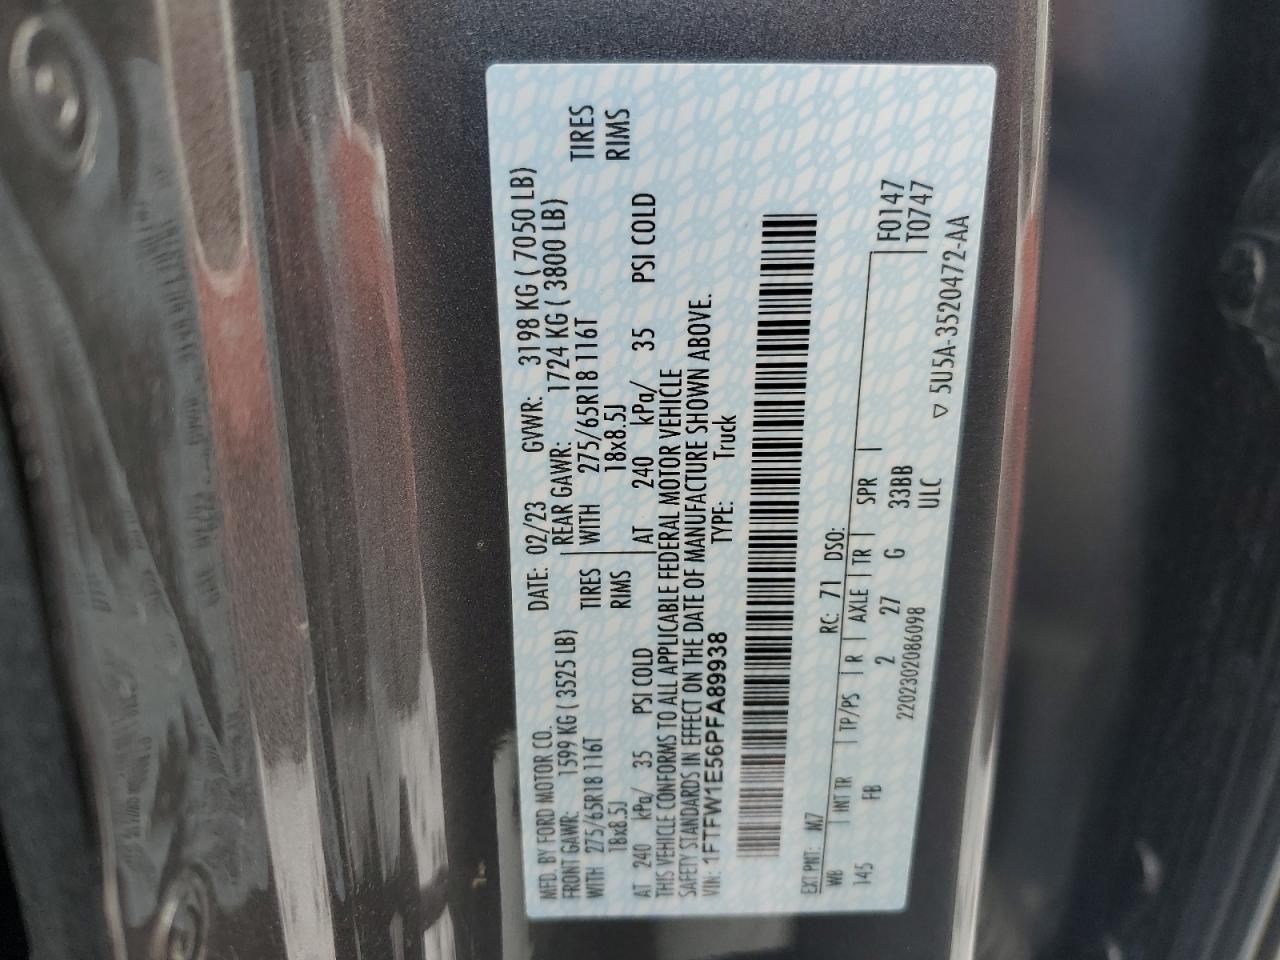 MFD. BY FORD MOTOR CO. DATE: 02/23 GVWR: 3198 KG ( 7050 LB)
FRONT GAWR: 1599 KG ( 3525 LB) REAR GAWR: 1724 KG ( 3800 LB)
WITH 275/65R18 116T TIRES WITH 275/65R18 116T TIRES
18x8.5J RIMS 18x8.5J RIMS
AT 240 kPa/ 35 PSI COLD AT 240 kPa/ 35 PSI COLD
THIS VEHICLE CONFORMS TO ALL APPLICABLE FEDERAL MOTOR VEHICLE
SAFETY STANDARDS IN EFFECT ON THE DATE OF MANUFACTURE SHOWN ABOVE.
VIN: 1FTFW1E56PFA89938 TYPE: Truck
EXT PNT: M7 RC: 71 DSO:
WB INT TR TP/PS R AXLE TR SPR F0147
145 FB 2 27 G 33BB T0747
2202302086098 ULC ▽ 5U5A-3520472-AA